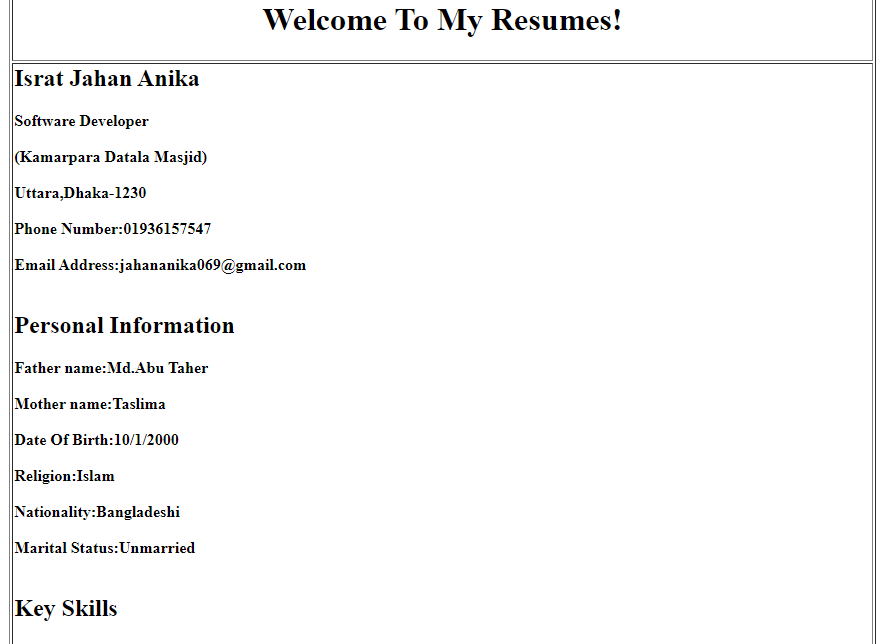 Welcome To My Resumes!
Israt Jahan Anika
Software Developer
(Kamarpara Datala Masjid)
Uttara,Dhaka-1230
Phone Number:01936157547
Email Address:jahananika069@gmail.com
Personal Information
Father name:Md.Abu Taher
Mother name:Taslima
Date Of Birth:10/1/2000
Religion:Islam
Nationality:Bangladeshi
Marital Status:Unmarried
Key Skills